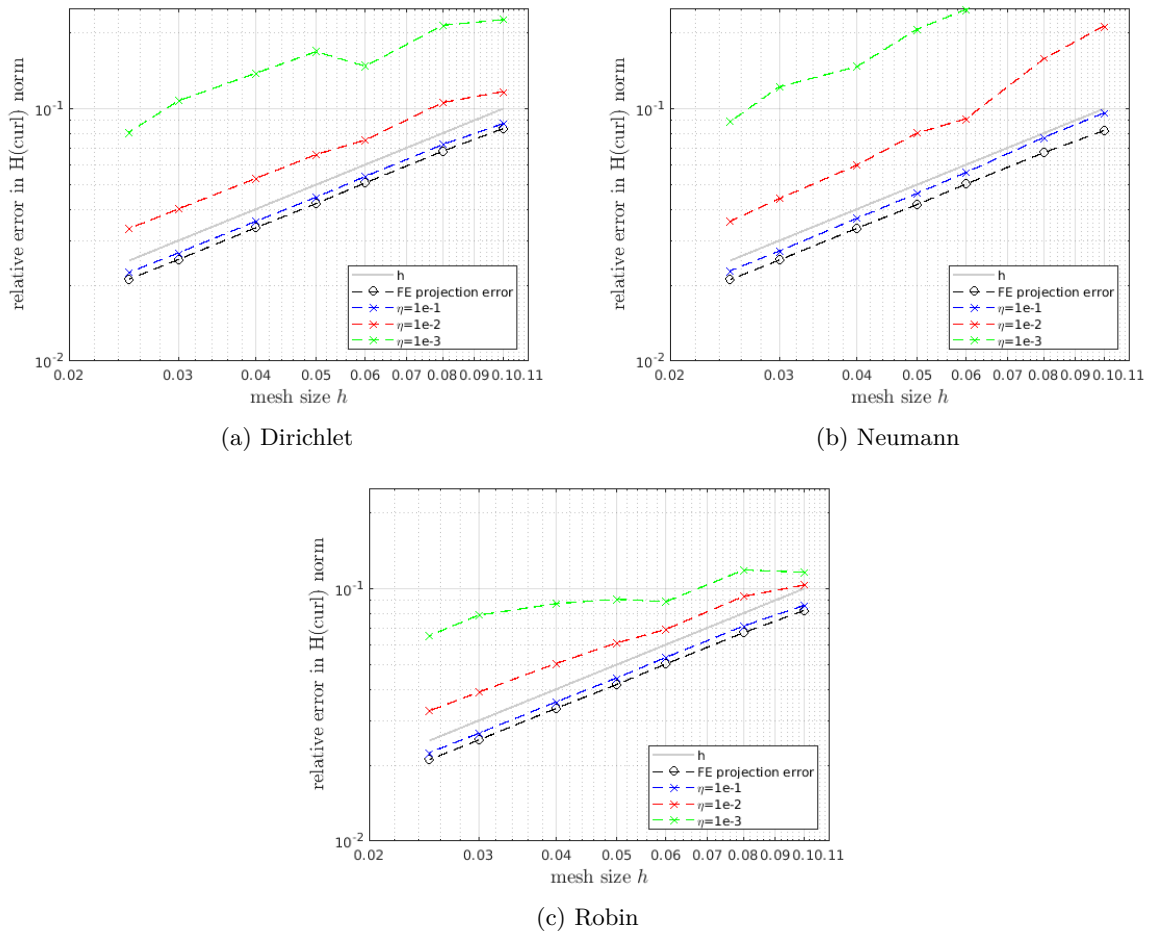 10^-1
10^-2
relative error in H(curl) norm
h
FE projection error
η=1e-1
η=1e-2
η=1e-3
0.02 0.03 0.04 0.05 0.06 0.07 0.08 0.09 0.10 0.11
mesh size h
(a) Dirichlet
10^-1
10^-2
relative error in H(curl) norm
h
FE projection error
η=1e-1
η=1e-2
η=1e-3
0.02 0.03 0.04 0.05 0.06 0.07 0.08 0.09 0.10 0.11
mesh size h
(b) Neumann
10^-1
10^-2
relative error in H(curl) norm
h
FE projection error
η=1e-1
η=1e-2
η=1e-3
0.02 0.03 0.04 0.05 0.06 0.07 0.08 0.09 0.10 0.11
mesh size h
(c) Robin